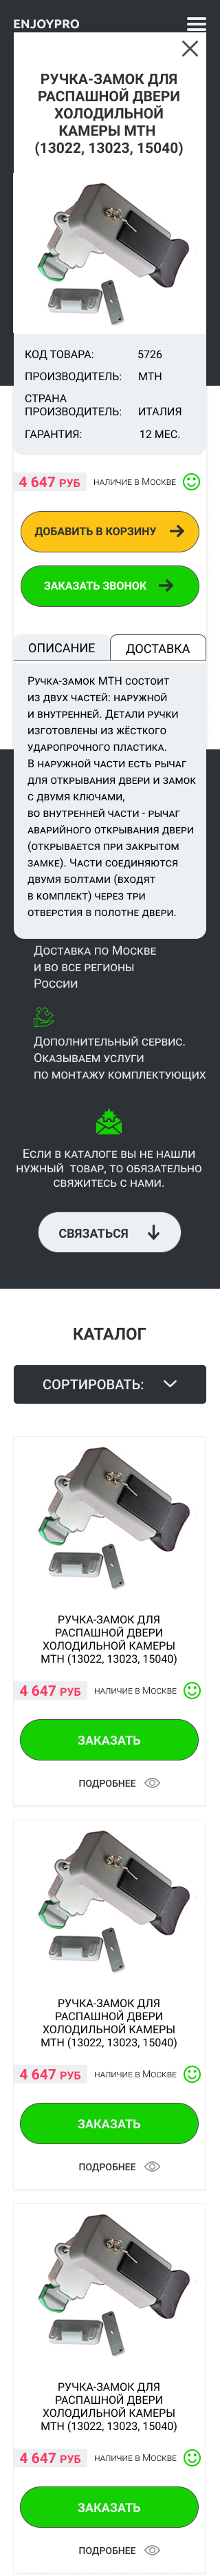 ENJOYPRO
РУЧКА-ЗАМОК ДЛЯ
РАСПАШНОЙ ДВЕРИ
ХОЛОДИЛЬНОЙ
КАМЕРЫ МТН
(13022, 13023, 15040)
КОД ТОВАРА: 5726
ПРОИЗВОДИТЕЛЬ: МТН
СТРАНА
ПРОИЗВОДИТЕЛЬ: ИТАЛИЯ
ГАРАНТИЯ: 12 МЕС.
4 647 РУБ НАЛИЧИЕ В МОСКВЕ
ДОБАВИТЬ В КОРЗИНУ
ЗАКАЗАТЬ ЗВОНОК
ОПИСАНИЕ ДОСТАВКА
Ручка-замок МТН состоит
из двух частей: наружной
и внутренней. Детали ручки
изготовлены из жёсткого
ударопрочного пластика.
В наружной части есть рычаг
для открывания двери и замок
с двумя ключами,
во внутренней части - рычаг
аварийного открывания двери
(открывается при закрытом
замке). Части соединяются
двумя болтами (входят
в комплект) через три
отверстия в полотне двери.
Доставка по Москве
и во все регионы
России
Дополнительный сервис.
Оказываем услуги
по монтажу комплектующих
Если в каталоге вы не нашли
нужный товар, то обязательно
свяжитесь с нами.
СВЯЗАТЬСЯ
КАТАЛОГ
СОРТИРОВАТЬ:
РУЧКА-ЗАМОК ДЛЯ
РАСПАШНОЙ ДВЕРИ
ХОЛОДИЛЬНОЙ КАМЕРЫ
МТН (13022, 13023, 15040)
4 647 РУБ НАЛИЧИЕ В МОСКВЕ
ЗАКАЗАТЬ
ПОДРОБНЕЕ
РУЧКА-ЗАМОК ДЛЯ
РАСПАШНОЙ ДВЕРИ
ХОЛОДИЛЬНОЙ КАМЕРЫ
МТН (13022, 13023, 15040)
4 647 РУБ НАЛИЧИЕ В МОСКВЕ
ЗАКАЗАТЬ
ПОДРОБНЕЕ
РУЧКА-ЗАМОК ДЛЯ
РАСПАШНОЙ ДВЕРИ
ХОЛОДИЛЬНОЙ КАМЕРЫ
МТН (13022, 13023, 15040)
4 647 РУБ НАЛИЧИЕ В МОСКВЕ
ЗАКАЗАТЬ
ПОДРОБНЕЕ